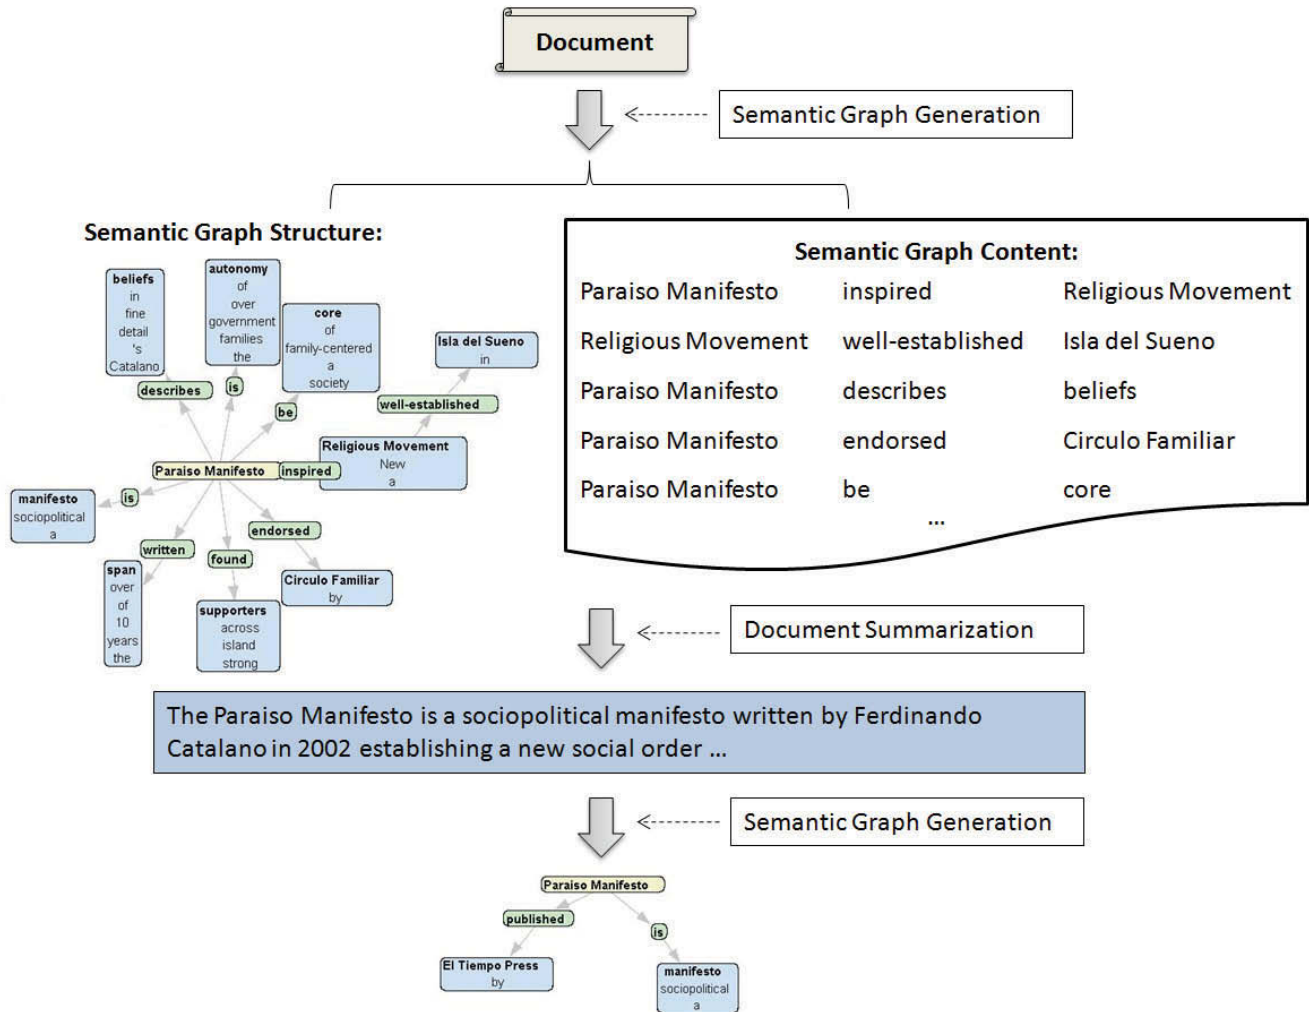 Document
Semantic Graph Generation
Semantic Graph Structure:
beliefs
in
fine
detail
's
Catalano
autonomy
of
over
government
families
the
core
of
family-centered
a
society
Isla del Sueno
in
describes
is
be
well-established
Religious Movement
New
a
Paraiso Manifesto
inspired
manifesto
sociopolitical
a
is
written
found
endorsed
span
over
of
10
years
the
supporters
across
island
strong
Circulo Familiar
by
Semantic Graph Content:
Paraiso Manifesto inspired Religious Movement
Religious Movement well-established Isla del Sueno
Paraiso Manifesto describes beliefs
Paraiso Manifesto endorsed Circulo Familiar
Paraiso Manifesto be core
...
Document Summarization
The Paraiso Manifesto is a sociopolitical manifesto written by Ferdinando
Catalano in 2002 establishing a new social order ...
Semantic Graph Generation
Paraiso Manifesto
published
is
El Tiempo Press
by
manifesto
sociopolitical
a